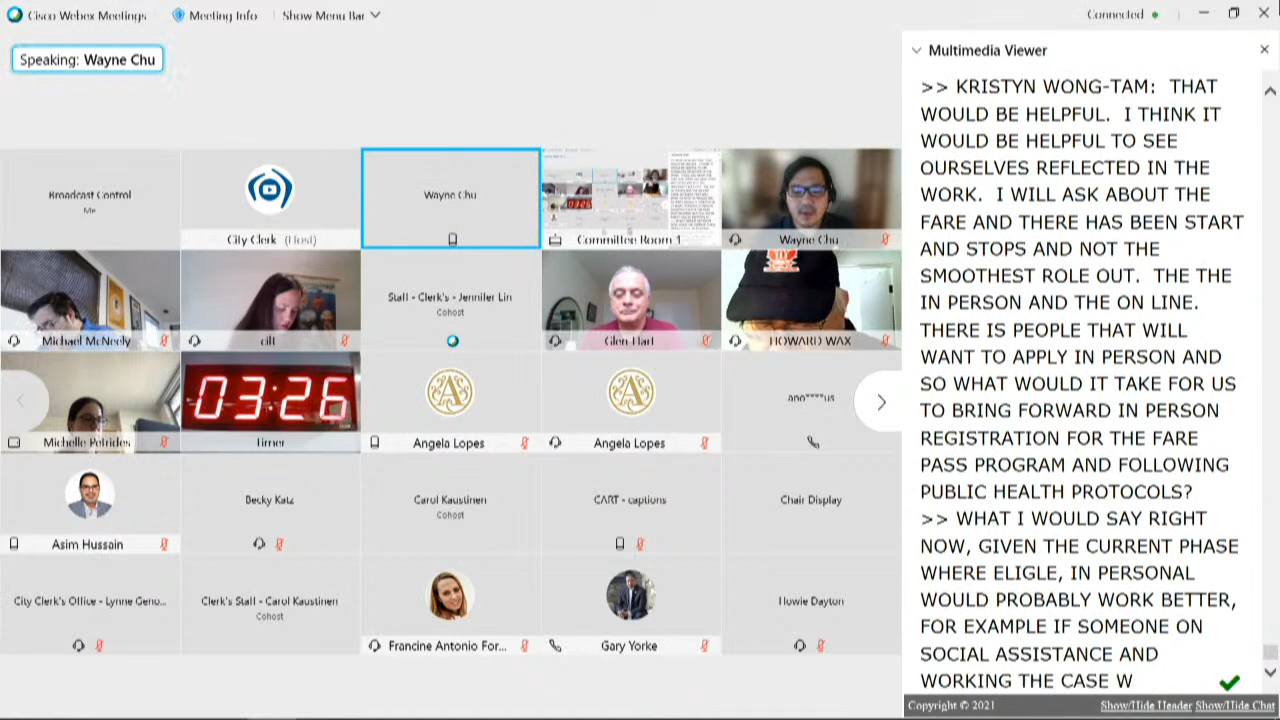 Cisco Webex Meetings
Meeting Info
Show Menu Bar
Connected
Speaking: Wayne Chu
Broadcast Control
Me
City Clerk (Host)
Wayne Chu
Committee Room 1
Wayne Chu
Michael McNeely
cilt
Staff - Clerk's - Jennifer Lin
Cohost
Glen Hart
HOWARD WAX
Michelle Petrides
03:26
Timer
Angela Lopes
Angela Lopes
ano****us
Asim Hussain
Becky Katz
Carol Kaustinen
Cohost
CART - captions
Chair Display
City Clerk's Office - Lynne Geno...
Clerk's Staff - Carol Kaustinen
Cohost
Francine Antonio For...
Gary Yorke
Howie Dayton
Multimedia Viewer
>> KRISTYN WONG-TAM: THAT
WOULD BE HELPFUL. I THINK IT
WOULD BE HELPFUL TO SEE
OURSELVES REFLECTED IN THE
WORK. I WILL ASK ABOUT THE
FARE AND THERE HAS BEEN START
AND STOPS AND NOT THE
SMOOTHEST ROLE OUT. THE THE
IN PERSON AND THE ON LINE.
THERE IS PEOPLE THAT WILL
WANT TO APPLY IN PERSON AND
SO WHAT WOULD IT TAKE FOR US
TO BRING FORWARD IN PERSON
REGISTRATION FOR THE FARE
PASS PROGRAM AND FOLLOWING
PUBLIC HEALTH PROTOCOLS?
>> WHAT I WOULD SAY RIGHT
NOW, GIVEN THE CURRENT PHASE
WHERE ELIGLE, IN PERSONAL
WOULD PROBABLY WORK BETTER,
FOR EXAMPLE IF SOMEONE ON
SOCIAL ASSISTANCE AND
WORKING THE CASE W
Copyright © 2021
Show/Hide Header Show/Hide Chat